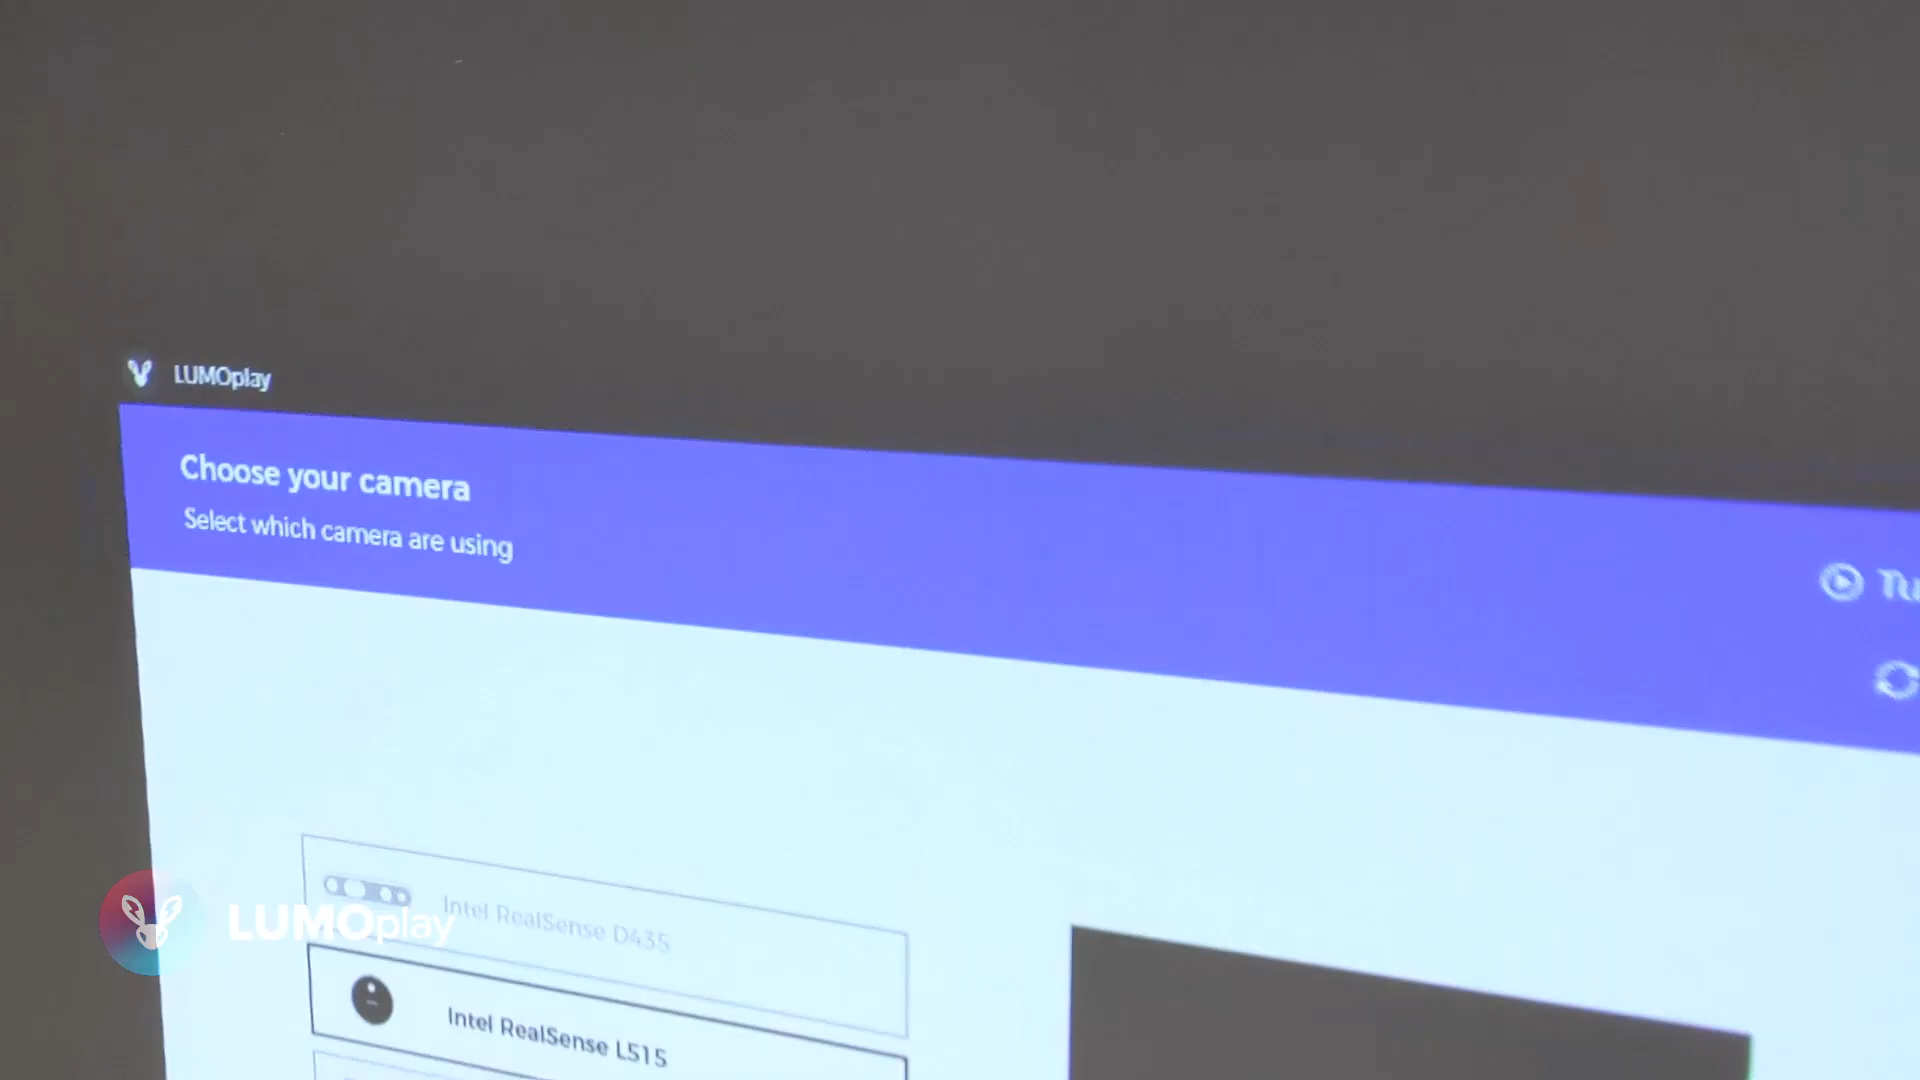 LUMOplay
Choose your camera
Select which camera are using
Intel RealSense D435
LUMOplay
Intel RealSense L515